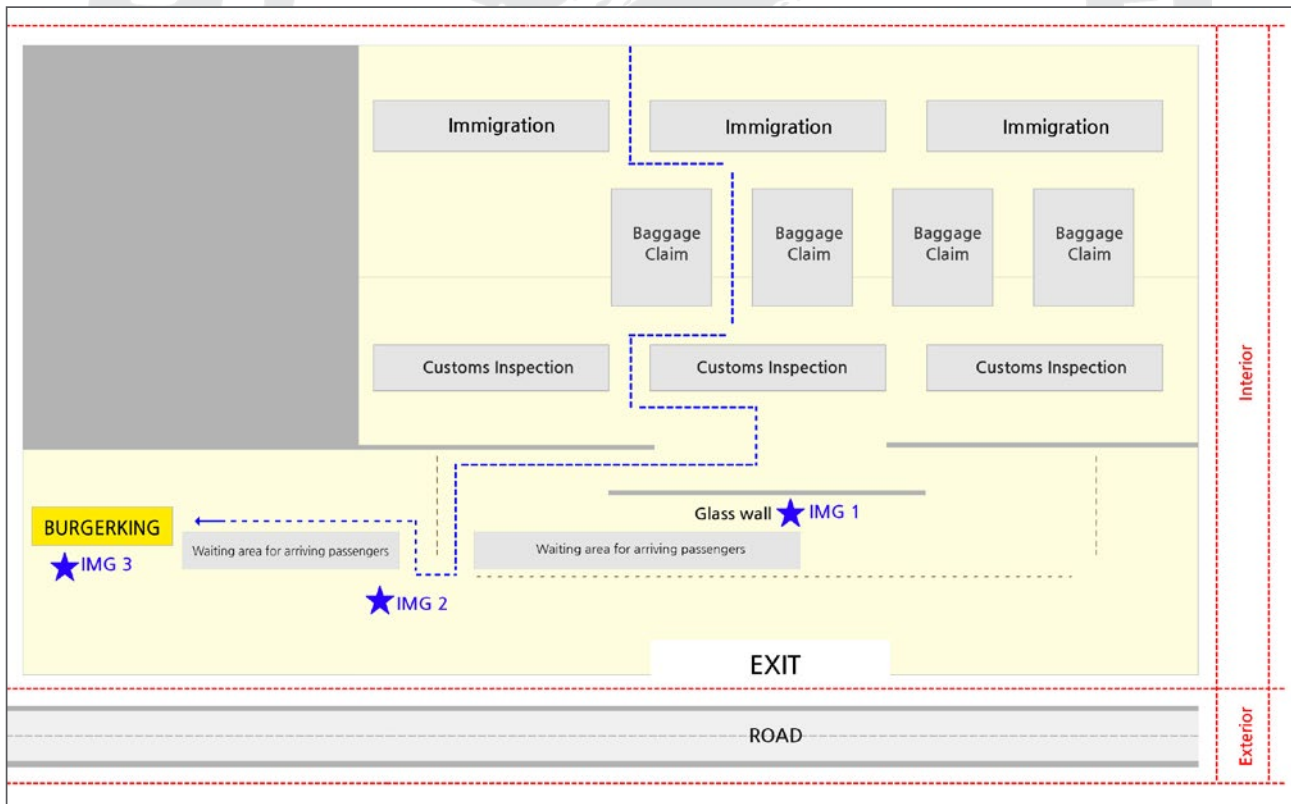 Immigration
Immigration
Immigration
Baggage
Claim
Baggage
Claim
Baggage
Claim
Baggage
Claim
Customs Inspection
Customs Inspection
Customs Inspection
Interior
Glass wall
IMG 1
BURGERKING
Waiting area for arriving passengers
Waiting area for arriving passengers
IMG 3
IMG 2
EXIT
ROAD
Exterior